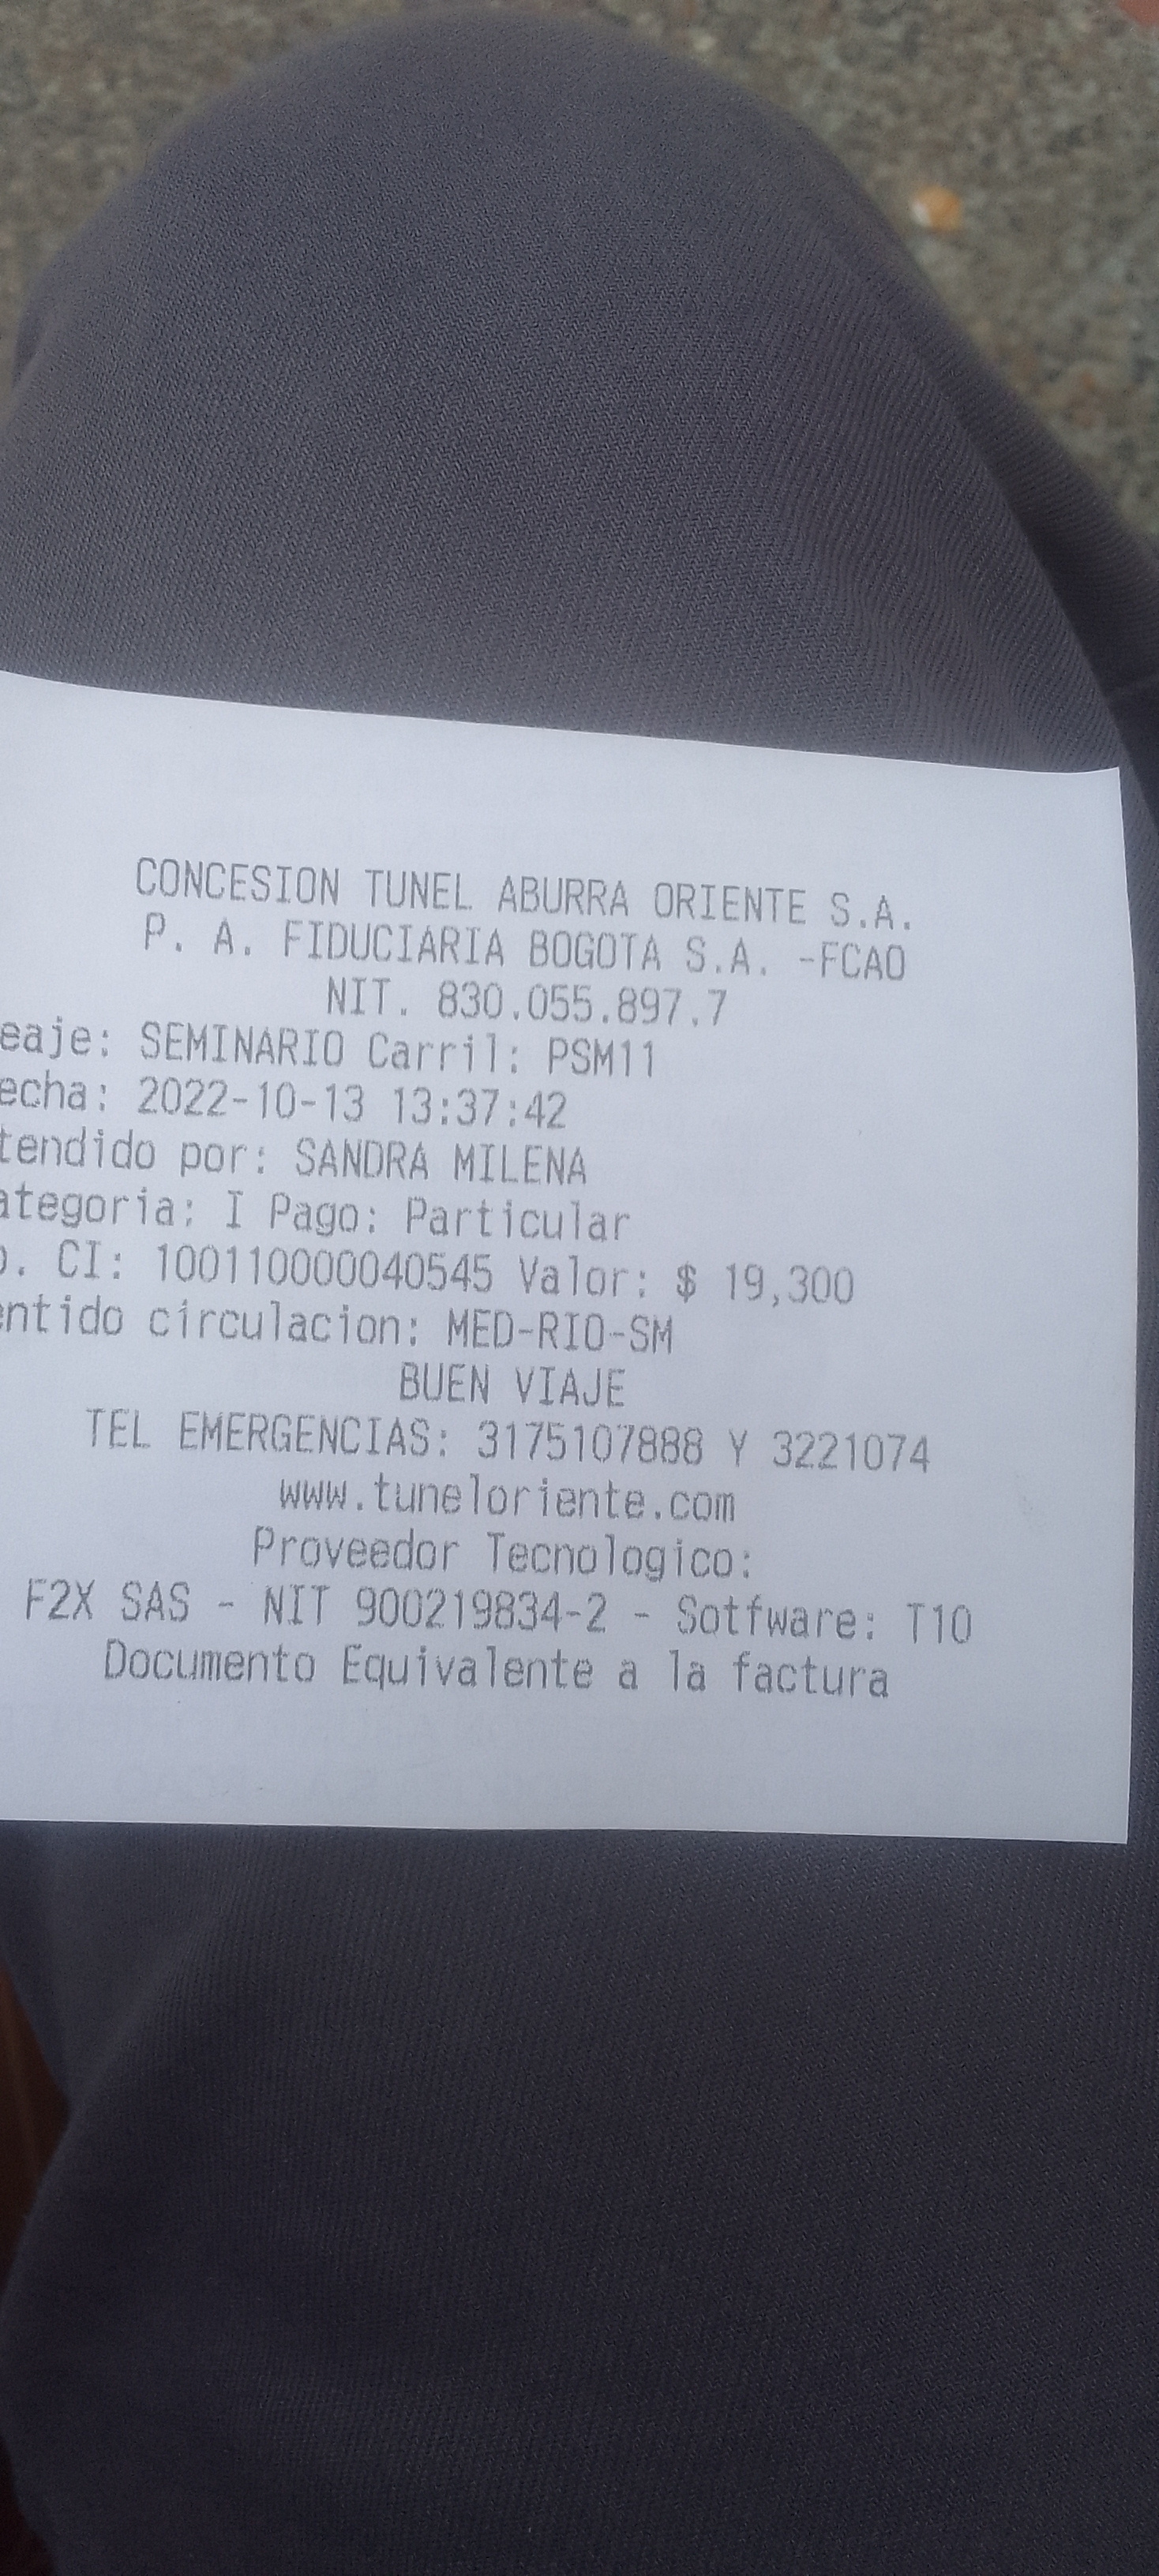 CONCESION TUNEL ABURRA ORIENTE S.A.
P. A. FIDUCIARIA BOGOTA S.A. -FCAO
NIT. 830.055.897.7
eaje: SEMINARIO Carril: PSM11
echa: 2022-10-13 13:37:42
tendido por: SANDRA MILENA
ategoria: I Pago: Particular
o. CI: 100110000040545 Valor: $ 19,300
entido circulacion: MED-RIO-SM
BUEN VIAJE
TEL EMERGENCIAS: 3175107888 Y 3221074
www.tuneloriente.com
Proveedor Tecnologico:
F2X SAS - NIT 900219834-2 - Sotfware: T10
Documento Equivalente a la factura